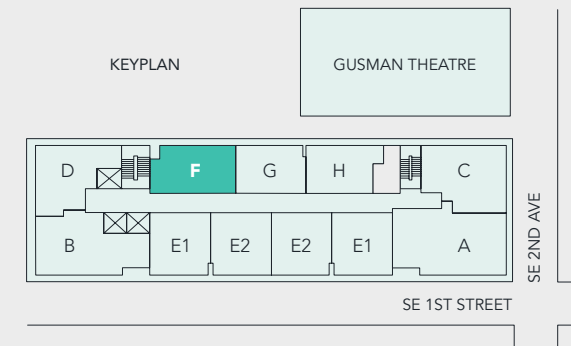 KEYPLAN
GUSMAN THEATRE
D
F
G
H
C
B
E1
E2
E2
E1
A
SE 2ND AVE
SE 1ST STREET